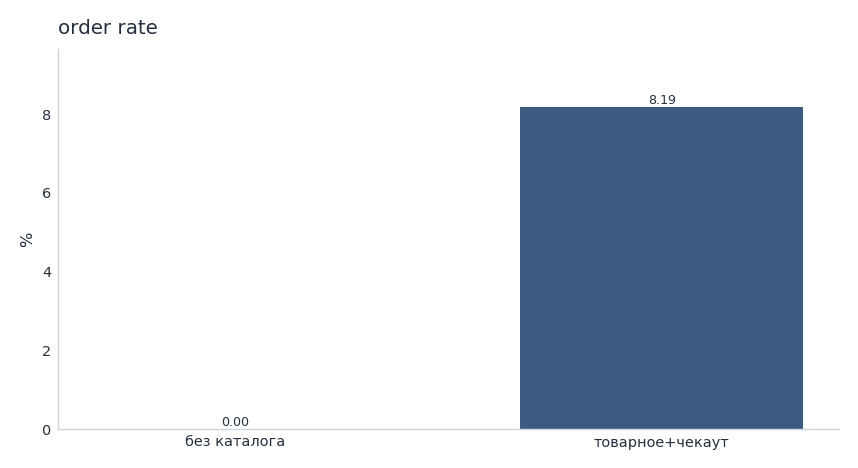 order rate
%
8
6
4
2
0
8.19
0.00
без каталога
товарное+чекаут